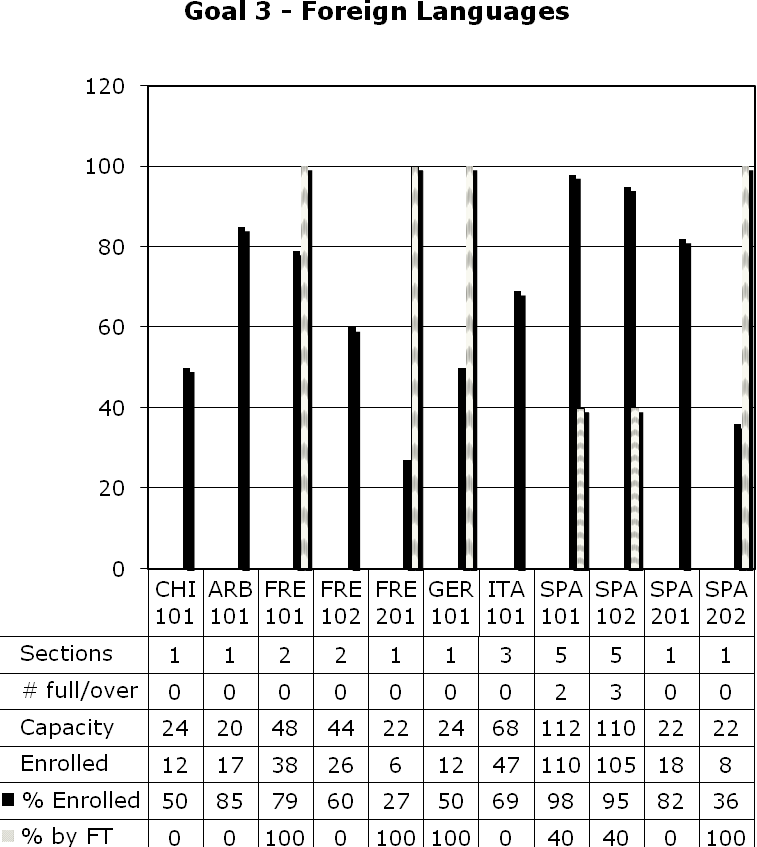 Goal 3 - Foreign Languages
120
100
80
60
40
20
0
CHI ARB FRE FRE FRE GER ITA SPA SPA SPA SPA
101 101 101 102 201 101 101 101 102 201 202
Sections 1 1 2 2 1 1 3 5 5 1 1
# full/over 0 0 0 0 0 0 0 2 3 0 0
Capacity 24 20 48 44 22 24 68 112 110 22 22
Enrolled 12 17 38 26 6 12 47 110 105 18 8
% Enrolled 50 85 79 60 27 50 69 98 95 82 36
% by FT 0 0 100 0 100 100 0 40 40 0 100